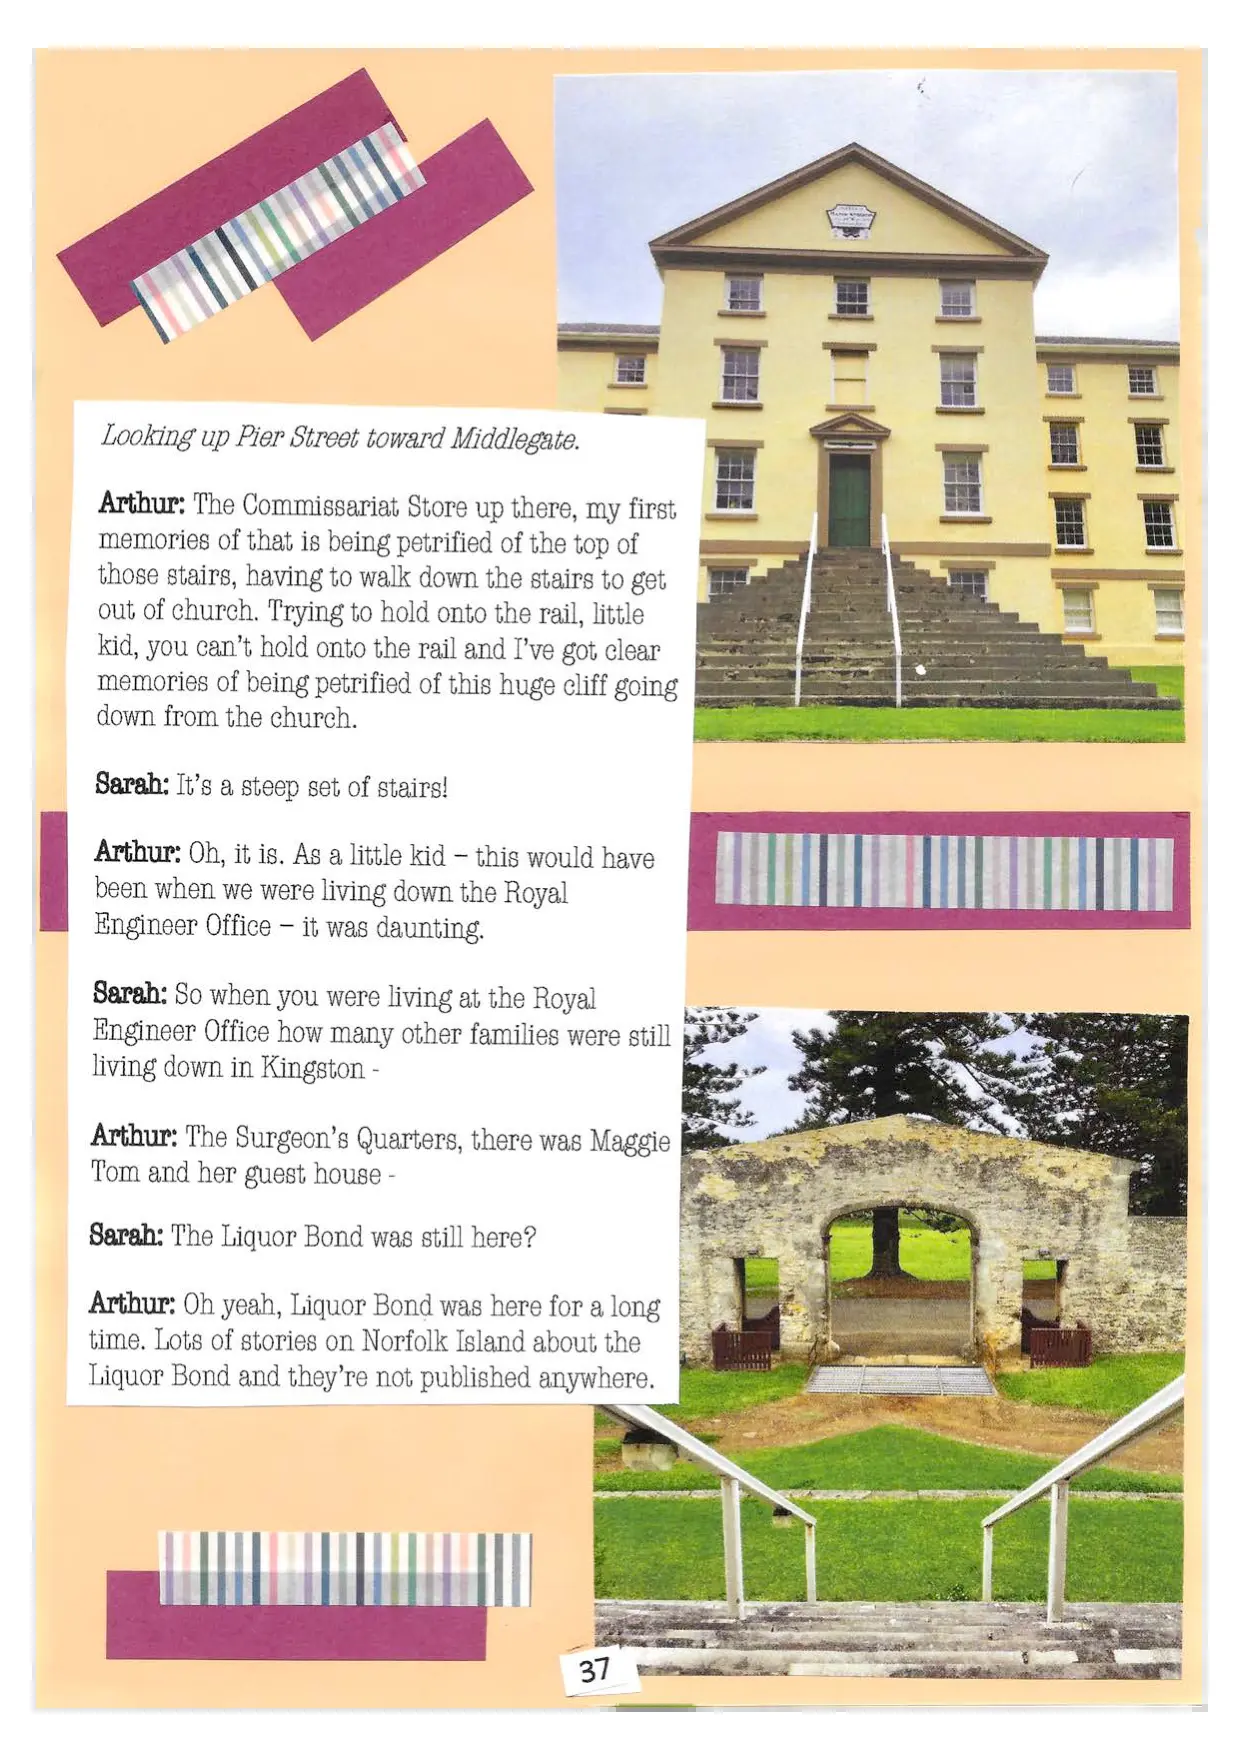 Looking up Pier Street toward Middlegate.
Arthur: The Commissariat Store up there, my first
memories of that is being petrified of the top of
those stairs, having to walk down the stairs to get
out of church. Trying to hold onto the rail, little
kid, you can't hold onto the rail and I've got clear
memories of being petrified of this huge cliff going
down from the church.
Sarah: It's a steep set of stairs!
Arthur: Oh, it is. As a little kid – this would have
been when we were living down the Royal
Engineer Office – it was daunting.
Sarah: So when you were living at the Royal
Engineer Office how many other families were still
living down in Kingston -
Arthur: The Surgeon's Quarters, there was Maggie
Tom and her guest house -
Sarah: The Liquor Bond was still here?
Arthur: Oh yeah, Liquor Bond was here for a long
time. Lots of stories on Norfolk Island about the
Liquor Bond and they're not published anywhere.
37